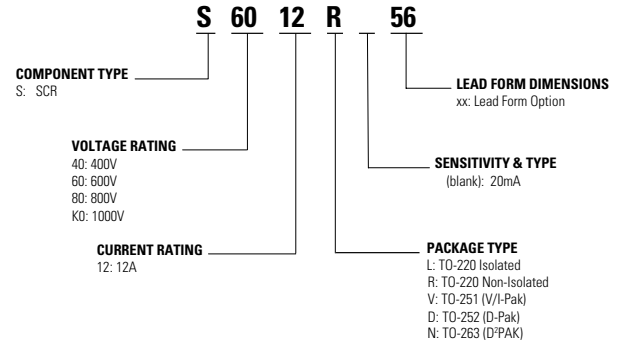 S 60 12 R 56
COMPONENT TYPE
S: SCR
VOLTAGE RATING
40: 400V
60: 600V
80: 800V
K0: 1000V
CURRENT RATING
12: 12A
LEAD FORM DIMENSIONS
xx: Lead Form Option
SENSITIVITY & TYPE
(blank): 20mA
PACKAGE TYPE
L: TO-220 Isolated
R: TO-220 Non-Isolated
V: TO-251 (V/I-Pak)
D: TO-252 (D-Pak)
N: TO-263 (D²PAK)